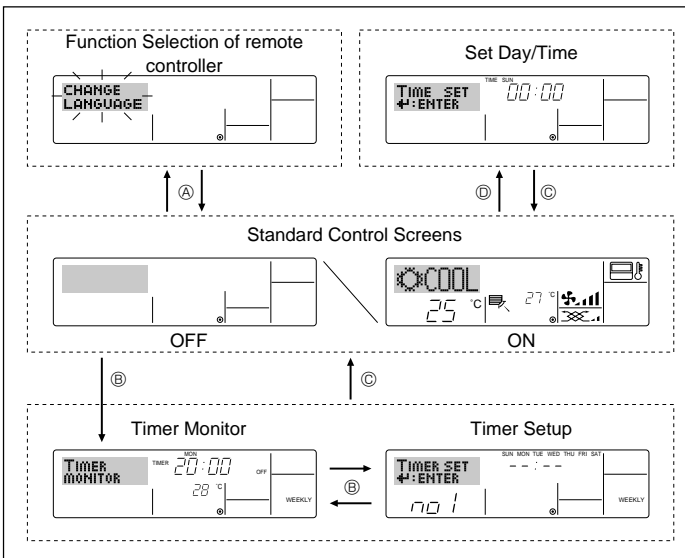 Function Selection of remote
controller
CHANGE
LANGUAGE
Set Day/Time
TIME SUN
TIME SET
↵:ENTER
00:00
Ⓐ
Ⓓ
Ⓒ
Standard Control Screens
COOL
25 °C
27 °C
OFF
ON
Ⓑ
Ⓒ
Timer Monitor
MON
TIMER
MONITOR
TIMER
20:00
OFF
28 °C
WEEKLY
Ⓑ
Timer Setup
SUN MON TUE WED THU FRI SAT
TIMER SET
↵:ENTER
--:--
no 1
WEEKLY